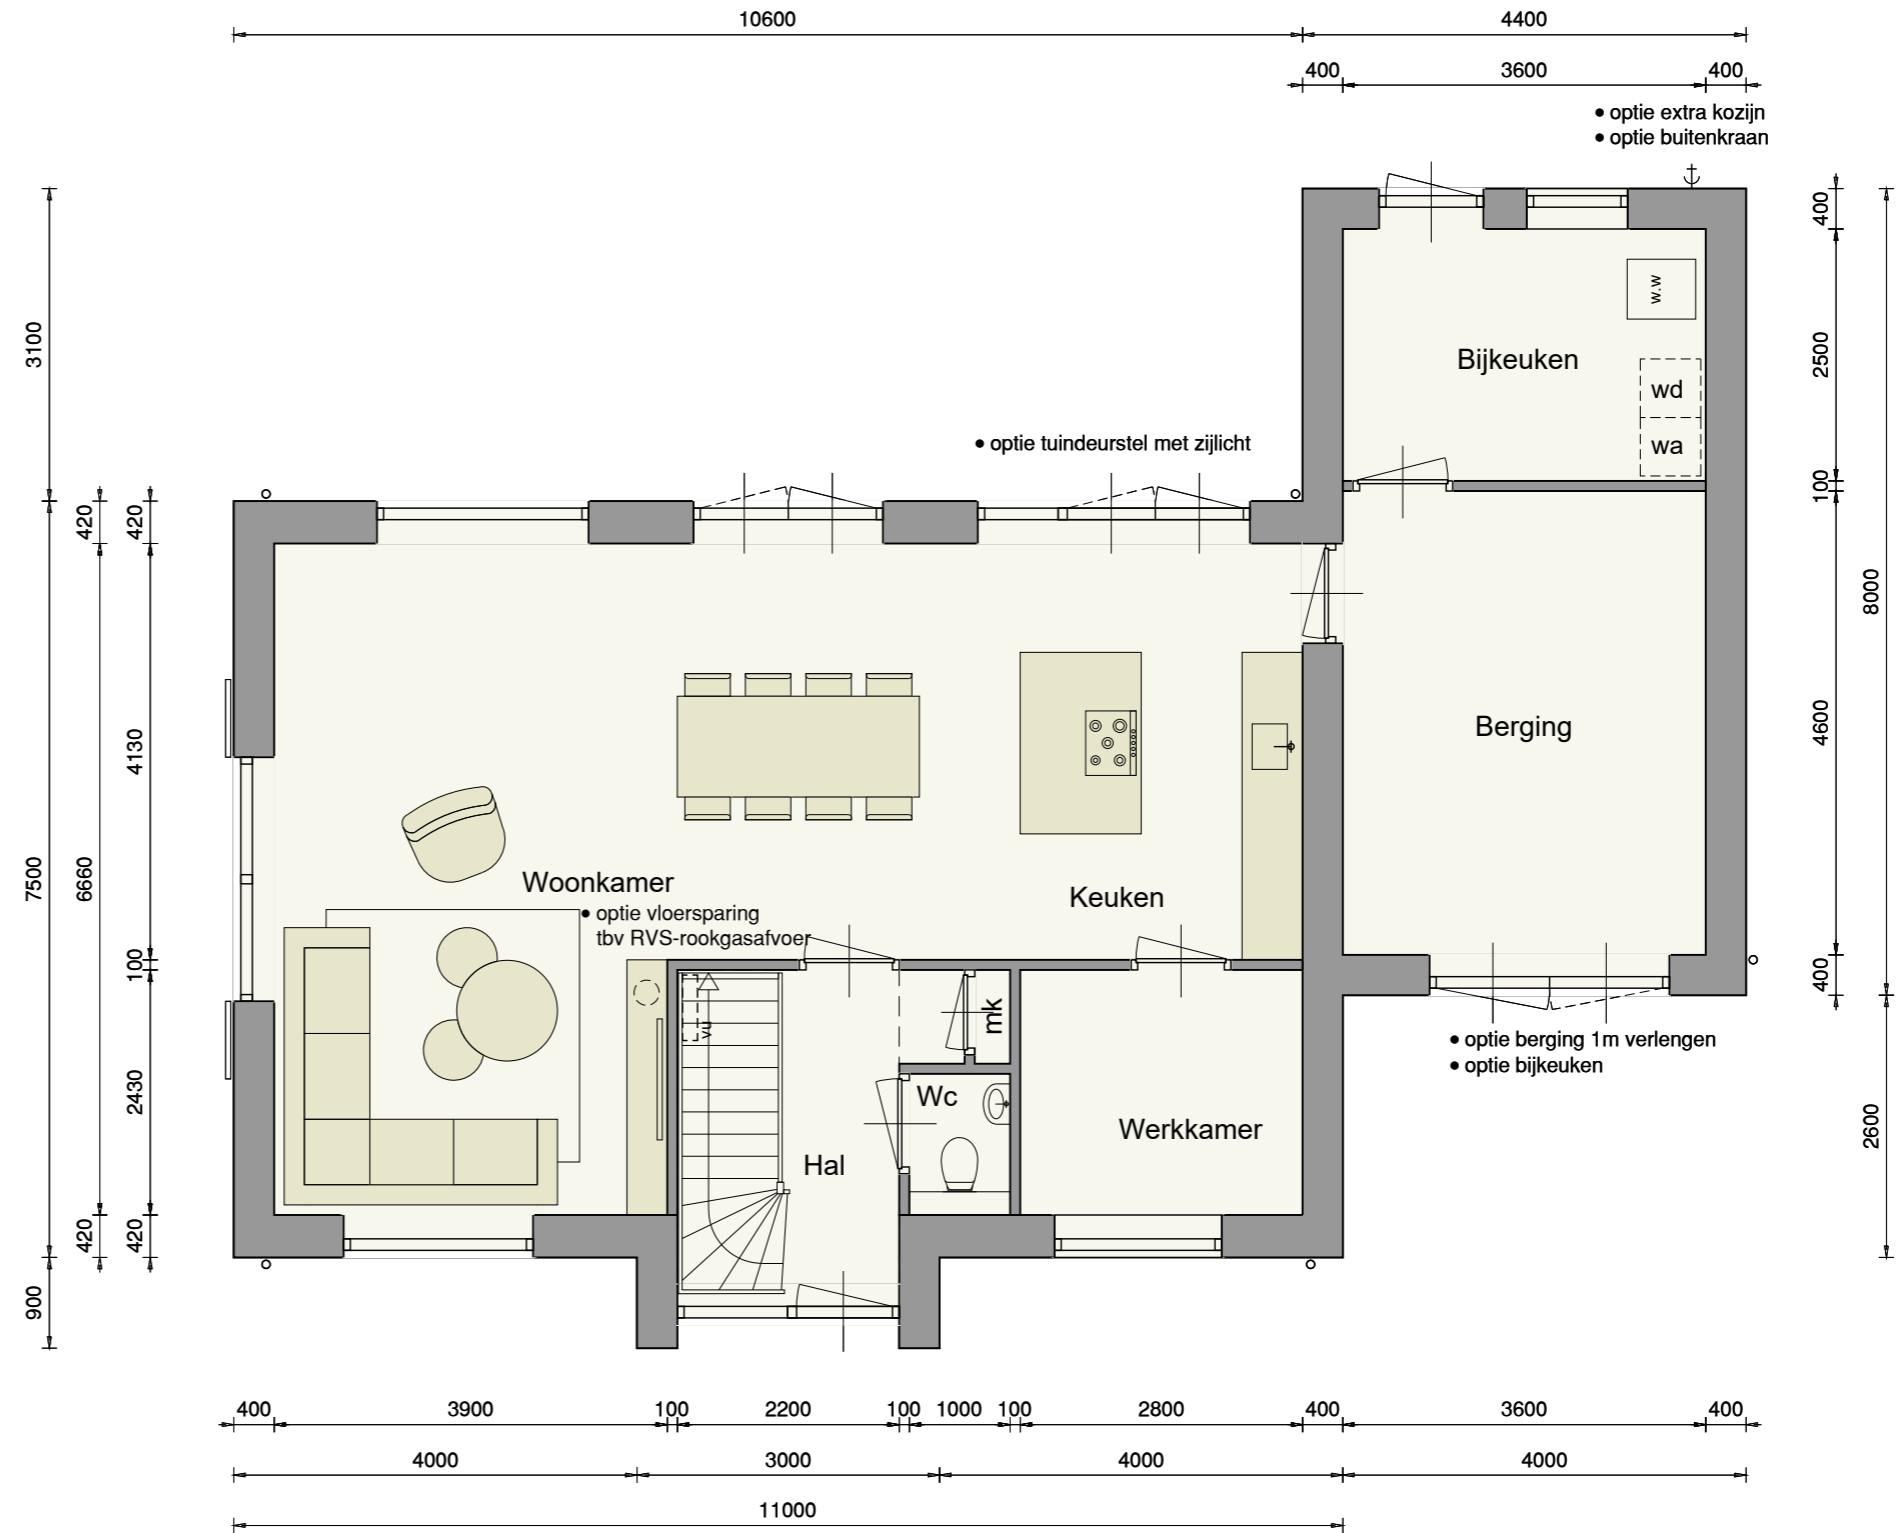 10600
4400
400
3600
400
• optie extra kozijn
• optie buitenkraan
3100
400
w.w
2500
Bijkeuken
wd
wa
• optie tuindeurstel met zijlicht
100
420
420
8000
4130
4600
Berging
7500
6660
Woonkamer
Keuken
• optie vloersparing
tbv RVS-rookgasafvoer
100
400
vu
mk
• optie berging 1m verlengen
• optie bijkeuken
2430
Wc
Werkkamer
2600
Hal
420
420
900
400
3900
100
2200
100
1000
100
2800
400
3600
400
4000
3000
4000
4000
11000